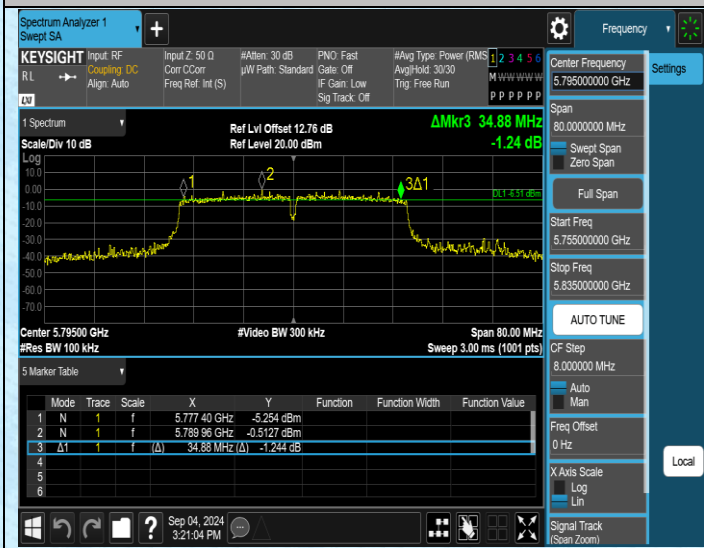 Spectrum Analyzer 1
Swept SA
+
Frequency
KEYSIGHT
Input: RF
Coupling: DC
Align: Auto
Input Z: 50 Ω
Corr CCorr
Freq Ref: Int (S)
#Atten: 30 dB
µW Path: Standard
PNO: Fast
Gate: Off
IF Gain: Low
Sig Track: Off
#Avg Type: Power (RMS
Avg|Hold: 30/30
Trig: Free Run
1 2 3 4 5 6
M W W W W W
P P P P P P
R L
LXI
Settings
Center Frequency
5.795000000 GHz
Span
80.0000000 MHz
Swept Span
Zero Span
Full Span
Start Freq
5.755000000 GHz
Stop Freq
5.835000000 GHz
AUTO TUNE
CF Step
8.000000 MHz
Auto
Man
Freq Offset
0 Hz
X Axis Scale
Log
Lin
Signal Track
(Span Zoom)
Local
1 Spectrum
Scale/Div 10 dB
Ref Lvl Offset 12.76 dB
Ref Level 20.00 dBm
ΔMkr3 34.88 MHz
-1.24 dB
Log
10.0
0.00
-10.0
-20.0
-30.0
-40.0
-50.0
-60.0
-70.0
1
2
3Δ1
DL1 -6.51 dBm
Center 5.79500 GHz
#Video BW 300 kHz
Span 80.00 MHz
#Res BW 100 kHz
Sweep 3.00 ms (1001 pts)
5 Marker Table
Mode Trace Scale X Y Function Function Width Function Value
1 N 1 f 5.777 40 GHz -5.254 dBm
2 N 1 f 5.789 96 GHz -0.5127 dBm
3 Δ1 1 f (Δ) 34.88 MHz (Δ) -1.244 dB
4
5
6
?
Sep 04, 2024
3:21:04 PM